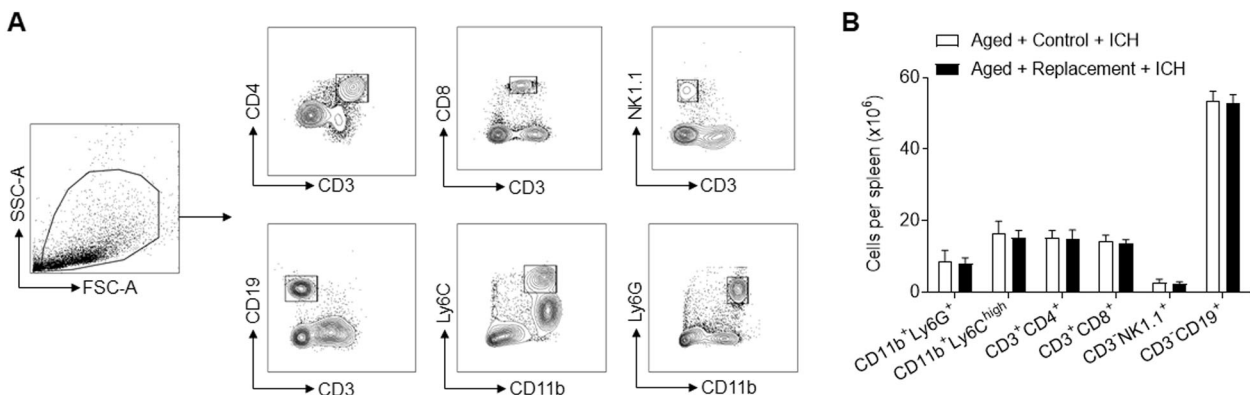 A
SSC-A
FSC-A
CD4
CD3
CD8
CD3
NK1.1
CD3
CD19
CD3
Ly6C
CD11b
Ly6G
CD11b
B
Aged + Control + ICH
Aged + Replacement + ICH
Cells per spleen (x10⁶)
60
40
20
0
CD11b⁺Ly6G⁺
CD11b⁺Ly6Cʰⁱᵍʰ
CD3⁺CD4⁺
CD3⁺CD8⁺
CD3⁻NK1.1⁺
CD3⁻CD19⁺